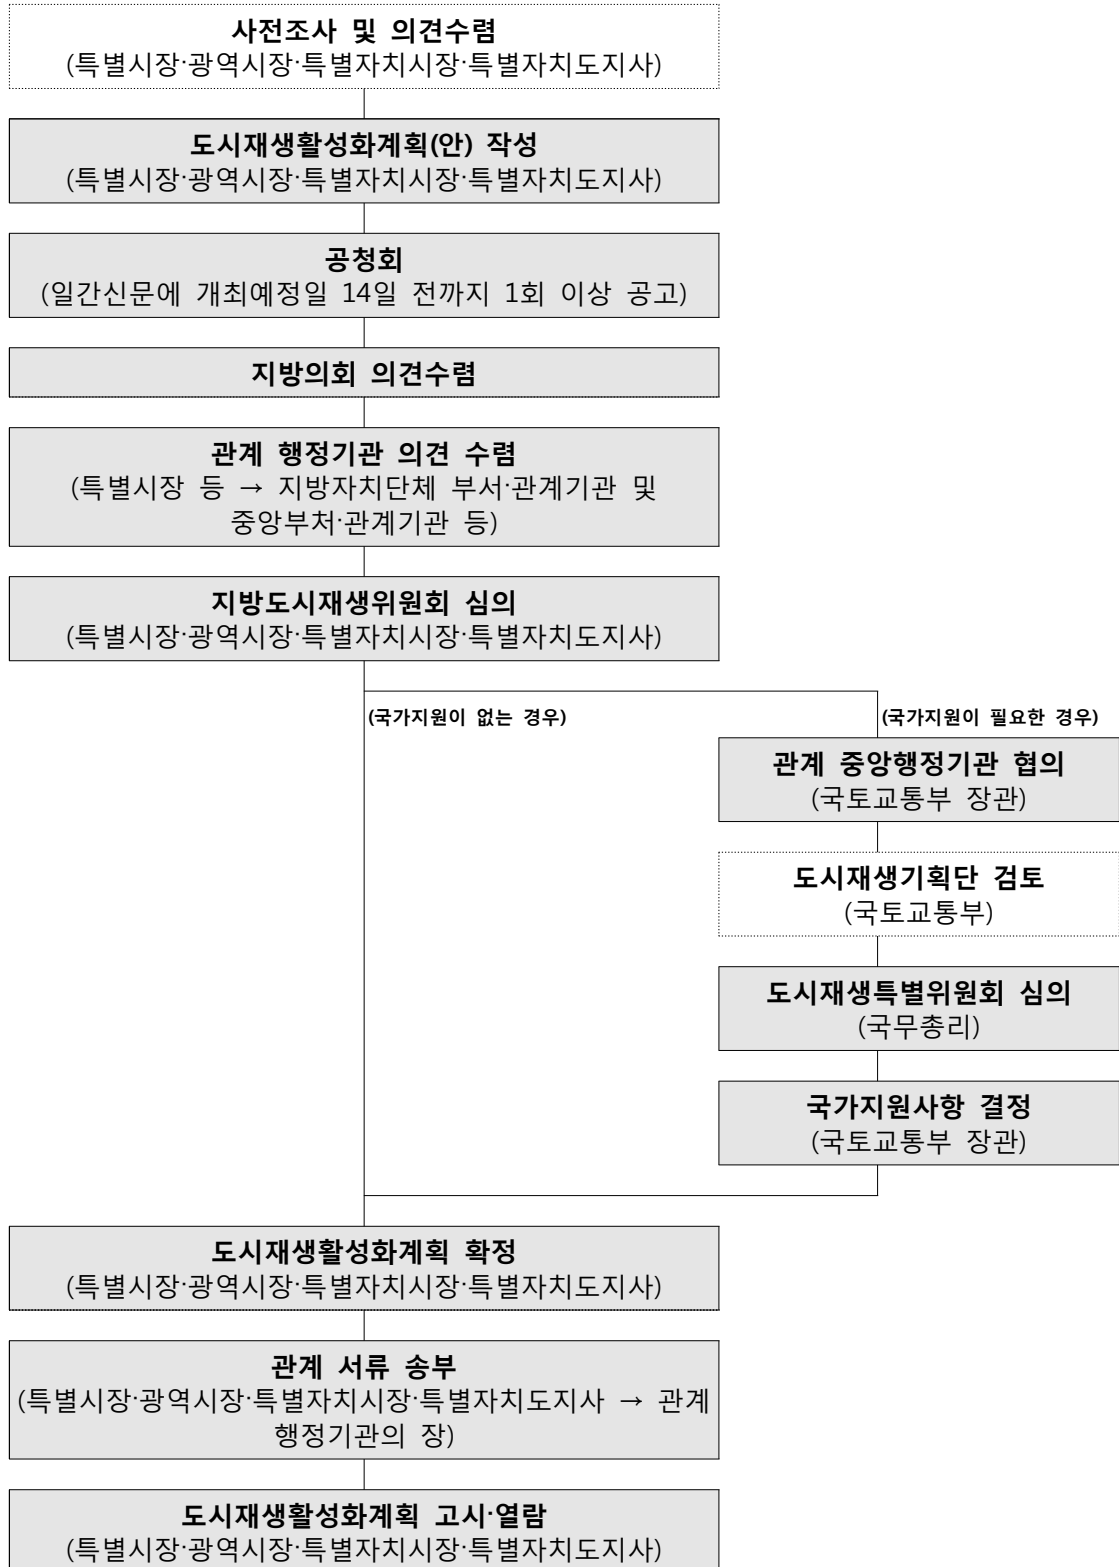 사전조사 및 의견수렴
(특별시장·광역시장·특별자치시장·특별자치도지사)
도시재생활성화계획(안) 작성
(특별시장·광역시장·특별자치시장·특별자치도지사)
공청회
(일간신문에 개최예정일 14일 전까지 1회 이상 공고)
지방의회 의견수렴
관계 행정기관 의견 수렴
(특별시장 등 → 지방자치단체 부서·관계기관 및
중앙부처·관계기관 등)
지방도시재생위원회 심의
(특별시장·광역시장·특별자치시장·특별자치도지사)
(국가지원이 없는 경우)
(국가지원이 필요한 경우)
관계 중앙행정기관 협의
(국토교통부 장관)
도시재생기획단 검토
(국토교통부)
도시재생특별위원회 심의
(국무총리)
국가지원사항 결정
(국토교통부 장관)
도시재생활성화계획 확정
(특별시장·광역시장·특별자치시장·특별자치도지사)
관계 서류 송부
(특별시장·광역시장·특별자치시장·특별자치도지사 → 관계
행정기관의 장)
도시재생활성화계획 고시·열람
(특별시장·광역시장·특별자치시장·특별자치도지사)